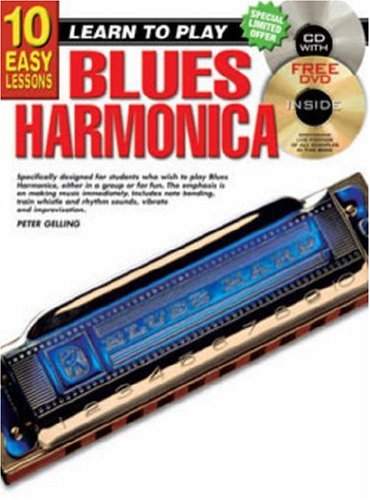 10
EASY
LESSONS
LEARN TO PLAY
SPECIAL
LIMITED
OFFER
CD WITH
FREE
DVD
INSIDE
BLUES
HARMONICA
Specifically designed for students who wish to play Blues
Harmonica, either in a group or for fun. The emphasis is
on making music immediately. Includes note bending,
train whistle and rhythm sounds, vibrato
and improvisation.
PETER GELLING
BLUES HARP
1 2 3 4 5 6 7 8 9 10